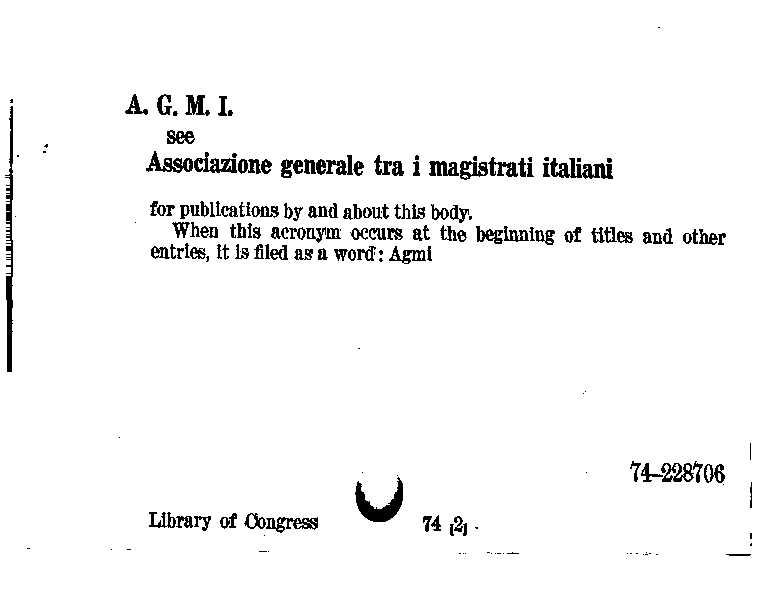 A. G. M. I.
see
Associazione generale tra i magistrati italiani
for publications by and about this body.
When this acronym occurs at the beginning of titles and other
entries, it is filed as a word: Agmi
74-228706
Library of Congress 74 [2]